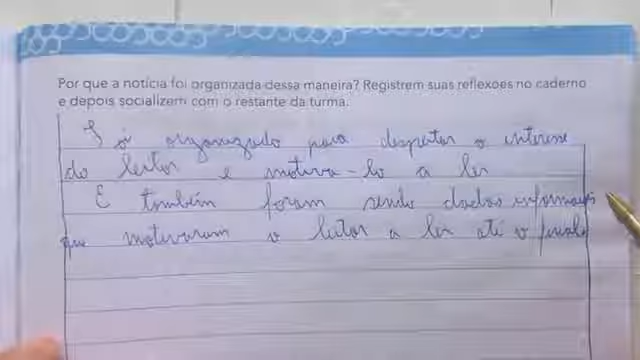 Por que a notícia foi organizada dessa maneira? Registrem suas reflexões no caderno
e depois socializem com o restante da turma.
Foi organizado para despertar o interesse
do leitor e motiva-lo a ler
E também foram sendo dadas informações
que motivaram o leitor a ler até o final